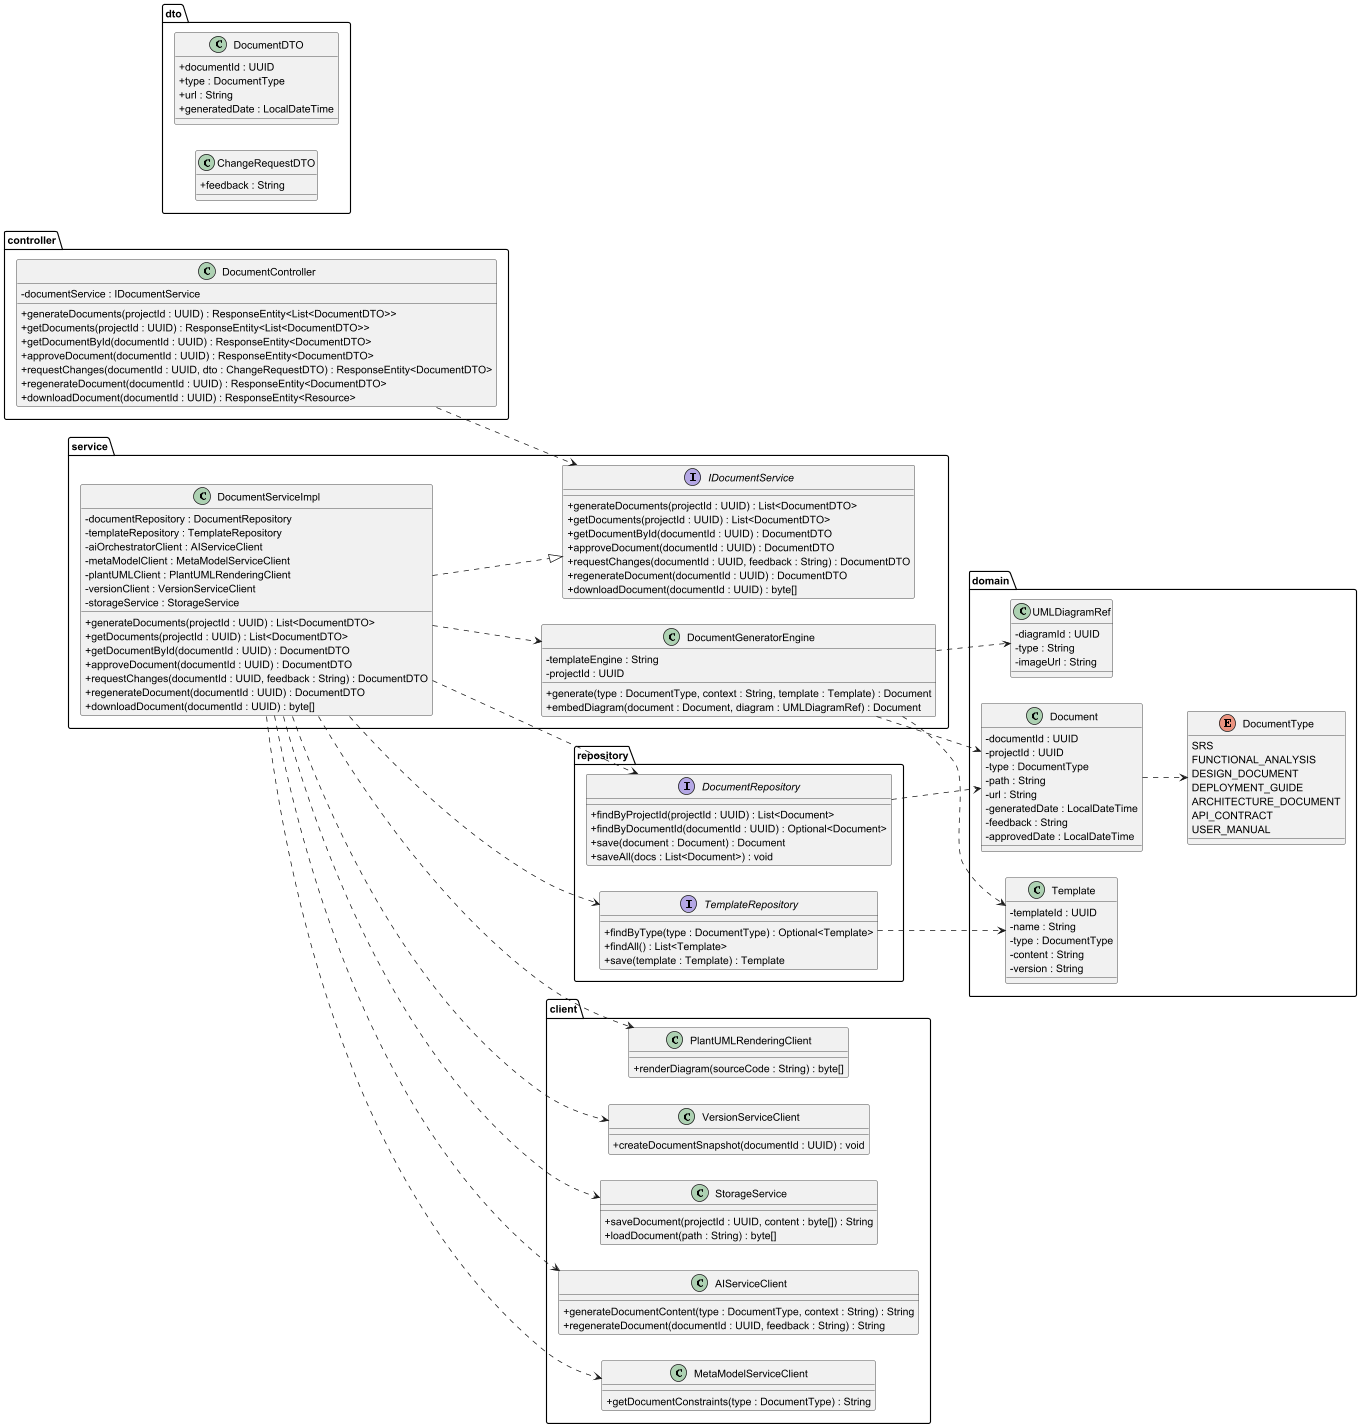 dto
C DocumentDTO
+documentId : UUID
+type : DocumentType
+url : String
+generatedDate : LocalDateTime
C ChangeRequestDTO
+feedback : String
controller
C DocumentController
-documentService : IDocumentService
+generateDocuments(projectId : UUID) : ResponseEntity<List<DocumentDTO>>
+getDocuments(projectId : UUID) : ResponseEntity<List<DocumentDTO>>
+getDocumentById(documentId : UUID) : ResponseEntity<DocumentDTO>
+approveDocument(documentId : UUID) : ResponseEntity<DocumentDTO>
+requestChanges(documentId : UUID, dto : ChangeRequestDTO) : ResponseEntity<DocumentDTO>
+regenerateDocument(documentId : UUID) : ResponseEntity<DocumentDTO>
+downloadDocument(documentId : UUID) : ResponseEntity<Resource>
service
C DocumentServiceImpl
-documentRepository : DocumentRepository
-templateRepository : TemplateRepository
-aiOrchestratorClient : AIServiceClient
-metaModelClient : MetaModelServiceClient
-plantUMLClient : PlantUMLRenderingClient
-versionClient : VersionServiceClient
-storageService : StorageService
+generateDocuments(projectId : UUID) : List<DocumentDTO>
+getDocuments(projectId : UUID) : List<DocumentDTO>
+getDocumentById(documentId : UUID) : DocumentDTO
+approveDocument(documentId : UUID) : DocumentDTO
+requestChanges(documentId : UUID, feedback : String) : DocumentDTO
+regenerateDocument(documentId : UUID) : DocumentDTO
+downloadDocument(documentId : UUID) : byte[]
I IDocumentService
+generateDocuments(projectId : UUID) : List<DocumentDTO>
+getDocuments(projectId : UUID) : List<DocumentDTO>
+getDocumentById(documentId : UUID) : DocumentDTO
+approveDocument(documentId : UUID) : DocumentDTO
+requestChanges(documentId : UUID, feedback : String) : DocumentDTO
+regenerateDocument(documentId : UUID) : DocumentDTO
+downloadDocument(documentId : UUID) : byte[]
C DocumentGeneratorEngine
-templateEngine : String
-projectId : UUID
+generate(type : DocumentType, context : String, template : Template) : Document
+embedDiagram(document : Document, diagram : UMLDiagramRef) : Document
domain
C UMLDiagramRef
-diagramId : UUID
-type : String
-imageUrl : String
C Document
-documentId : UUID
-projectId : UUID
-type : DocumentType
-path : String
-url : String
-generatedDate : LocalDateTime
-feedback : String
-approvedDate : LocalDateTime
E DocumentType
SRS
FUNCTIONAL_ANALYSIS
DESIGN_DOCUMENT
DEPLOYMENT_GUIDE
ARCHITECTURE_DOCUMENT
API_CONTRACT
USER_MANUAL
C Template
-templateId : UUID
-name : String
-type : DocumentType
-content : String
-version : String
repository
I DocumentRepository
+findByProjectId(projectId : UUID) : List<Document>
+findByDocumentId(documentId : UUID) : Optional<Document>
+save(document : Document) : Document
+saveAll(docs : List<Document>) : void
I TemplateRepository
+findByType(type : DocumentType) : Optional<Template>
+findAll() : List<Template>
+save(template : Template) : Template
client
C PlantUMLRenderingClient
+renderDiagram(sourceCode : String) : byte[]
C VersionServiceClient
+createDocumentSnapshot(documentId : UUID) : void
C StorageService
+saveDocument(projectId : UUID, content : byte[]) : String
+loadDocument(path : String) : byte[]
C AIServiceClient
+generateDocumentContent(type : DocumentType, context : String) : String
+regenerateDocument(documentId : UUID, feedback : String) : String
C MetaModelServiceClient
+getDocumentConstraints(type : DocumentType) : String